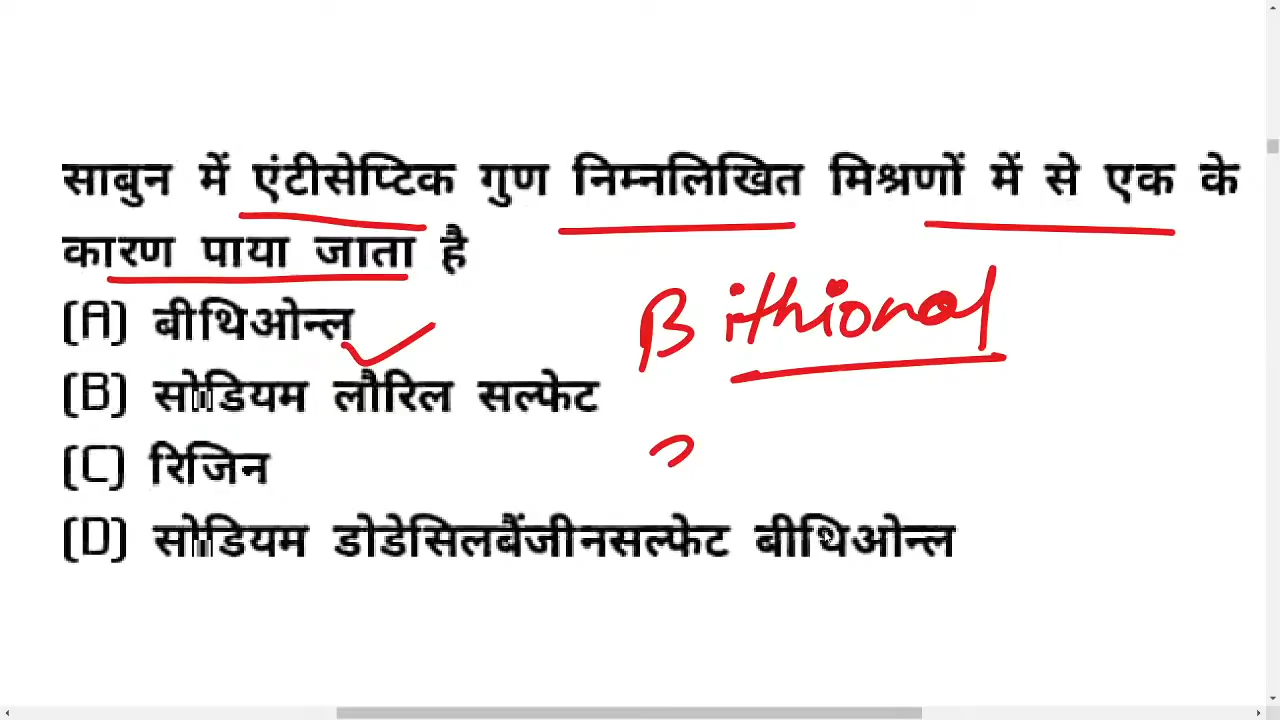 साबुन में एंटीसेप्टिक गुण निम्नलिखित मिश्रणों में से एक के
कारण पाया जाता है
(A) बीथिओन्ल
Bithional
(B) सोडियम लौरिल सल्फेट
(C) रिजिन
(D) सोडियम डोडेसिलबैंजीनसल्फेट बीथिओन्ल